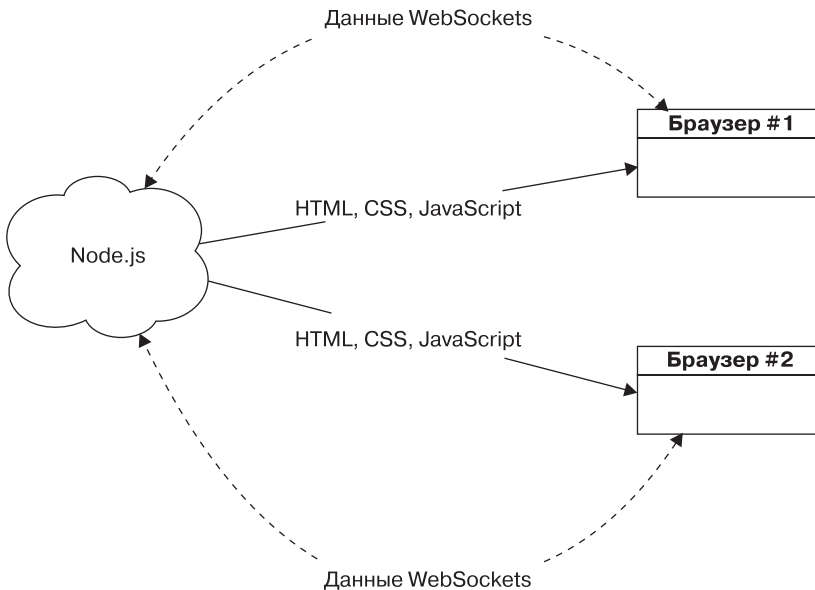 Данные WebSockets
Браузер #1
HTML, CSS, JavaScript
Node.js
HTML, CSS, JavaScript
Браузер #2
Данные WebSockets